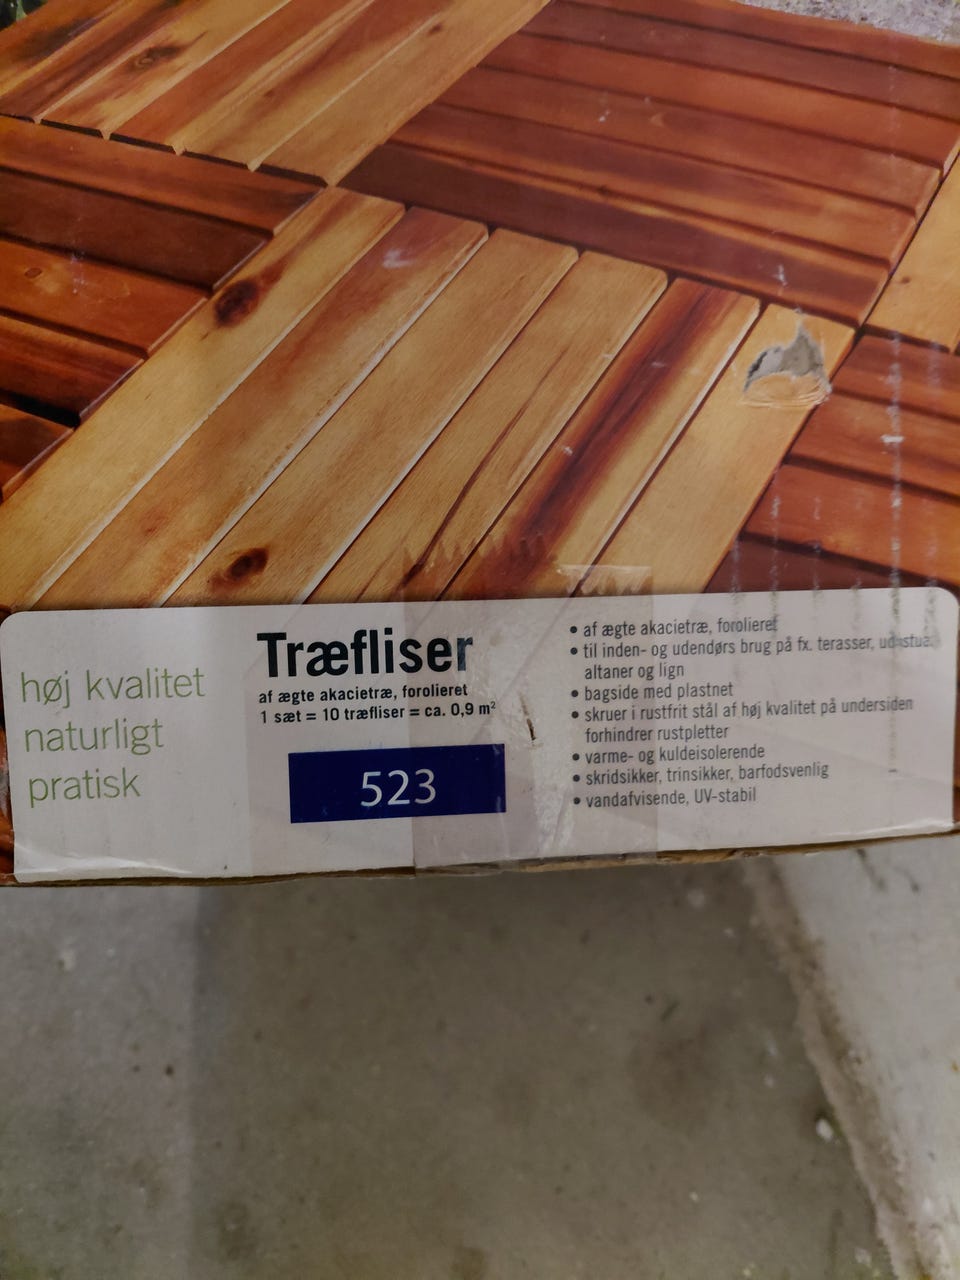 høj kvalitet
naturligt
pratisk
Træfliser
af ægte akacietræ, forolieret
1 sæt = 10 træfliser = ca. 0,9 m²
523
• af ægte akacietræ, forolieret
• til inden- og udendørs brug på fx. terasser,
altaner og lign
• bagside med plastnet
• skruer i rustfrit stål af høj kvalitet på undersiden
forhindrer rustpletter
• varme- og kuldeisolerende
• skridsikker, trinsikker, barfodsvenlig
• vandafvisende, UV-stabil